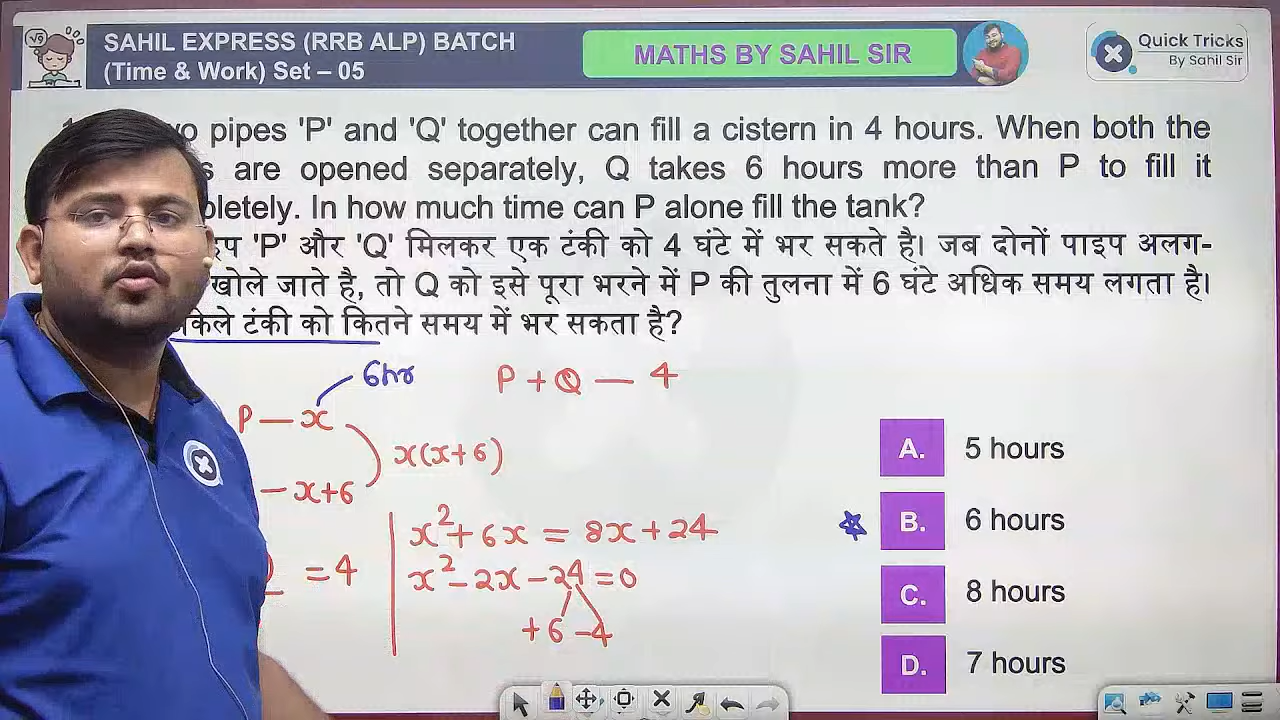 SAHIL EXPRESS (RRB ALP) BATCH
(Time & Work) Set – 05
MATHS BY SAHIL SIR
Quick Tricks
By Sahil Sir
√9
pipes 'P' and 'Q' together can fill a cistern in 4 hours. When both the
are opened separately, Q takes 6 hours more than P to fill it
In how much time can P alone fill the tank?
'P' और 'Q' मिलकर एक टंकी को 4 घंटे में भर सकते है। जब दोनों पाइप अलग-
खोले जाते है, तो Q को इसे पूरा भरने में P की तुलना में 6 घंटे अधिक समय लगता है।
टंकी को कितने समय में भर सकता है?
6hr
P + Q — 4
P — x
x(x+6)
— x+6
x² + 6x = 8x + 24
= 4
x² - 2x - 24 = 0
+6 -4
A. 5 hours
B. 6 hours
C. 8 hours
D. 7 hours